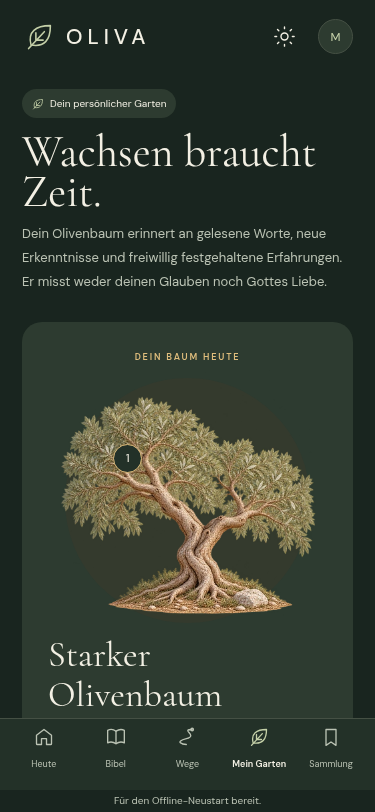 OLIVA
M
Dein persönlicher Garten
Wachsen braucht
Zeit.
Dein Olivenbaum erinnert an gelesene Worte, neue
Erkenntnisse und freiwillig festgehaltene Erfahrungen.
Er misst weder deinen Glauben noch Gottes Liebe.
DEIN BAUM HEUTE
1
Starker
Olivenbaum
Heute
Bibel
Wege
Mein Garten
Sammlung
Für den Offline-Neustart bereit.